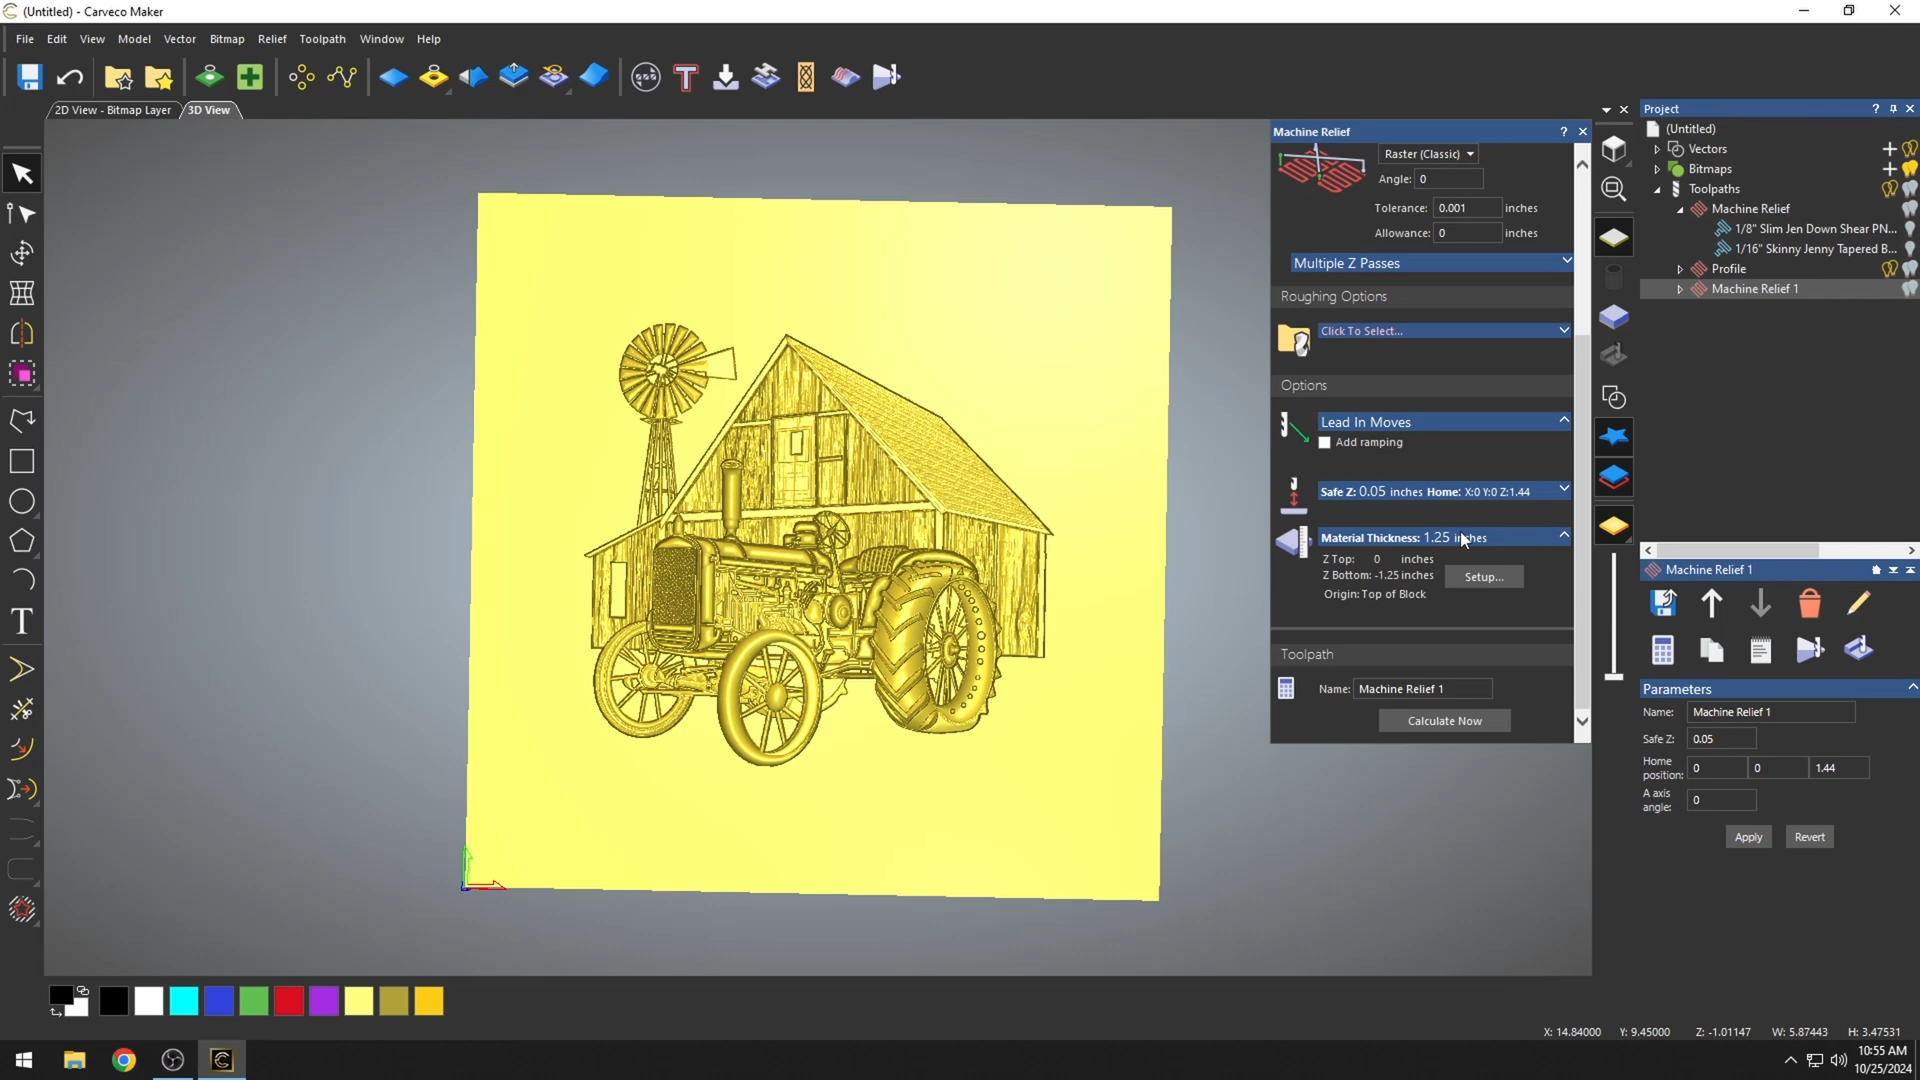 (Untitled) - Carveco Maker
File Edit View Model Vector Bitmap Relief Toolpath Window Help
2D View - Bitmap Layer 3D View
Machine Relief ?
Raster (Classic)
Angle: 0
Tolerance: 0.001 inches
Allowance: 0 inches
Multiple Z Passes
Roughing Options
Click To Select...
Options
Lead In Moves
Add ramping
Safe Z: 0.05 inches Home: X:0 Y:0 Z:1.44
Material Thickness: 1.25 inches
Z Top: 0 inches
Z Bottom: -1.25 inches
Setup...
Origin: Top of Block
Toolpath
Name: Machine Relief 1
Calculate Now
Project ?
(Untitled)
Vectors
Bitmaps
Toolpaths
Machine Relief
1/8" Slim Jen Down Shear PN...
1/16" Skinny Jenny Tapered B...
Profile
Machine Relief 1
Machine Relief 1
Parameters
Name: Machine Relief 1
Safe Z: 0.05
Home position: 0 0 1.44
A axis angle: 0
Apply Revert
X: 14.84000 Y: 9.45000 Z: -1.01147 W: 5.87443 H: 3.47531
10:55 AM
10/25/2024